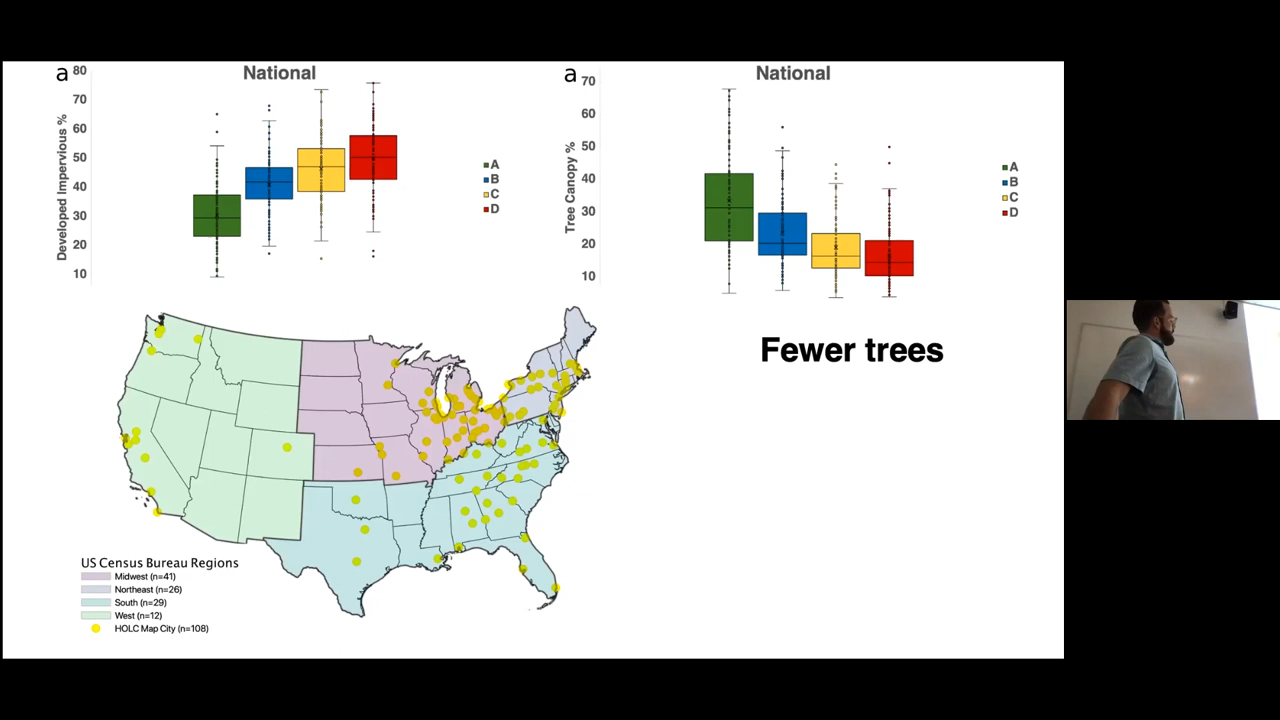 a
National
80
70
60
50
40
30
20
10
Developed Impervious %
A
B
C
D
a
National
70
60
50
40
30
20
10
Tree Canopy %
A
B
C
D
Fewer trees
US Census Bureau Regions
Midwest (n=41)
Northeast (n=26)
South (n=29)
West (n=12)
HOLC Map City (n=108)